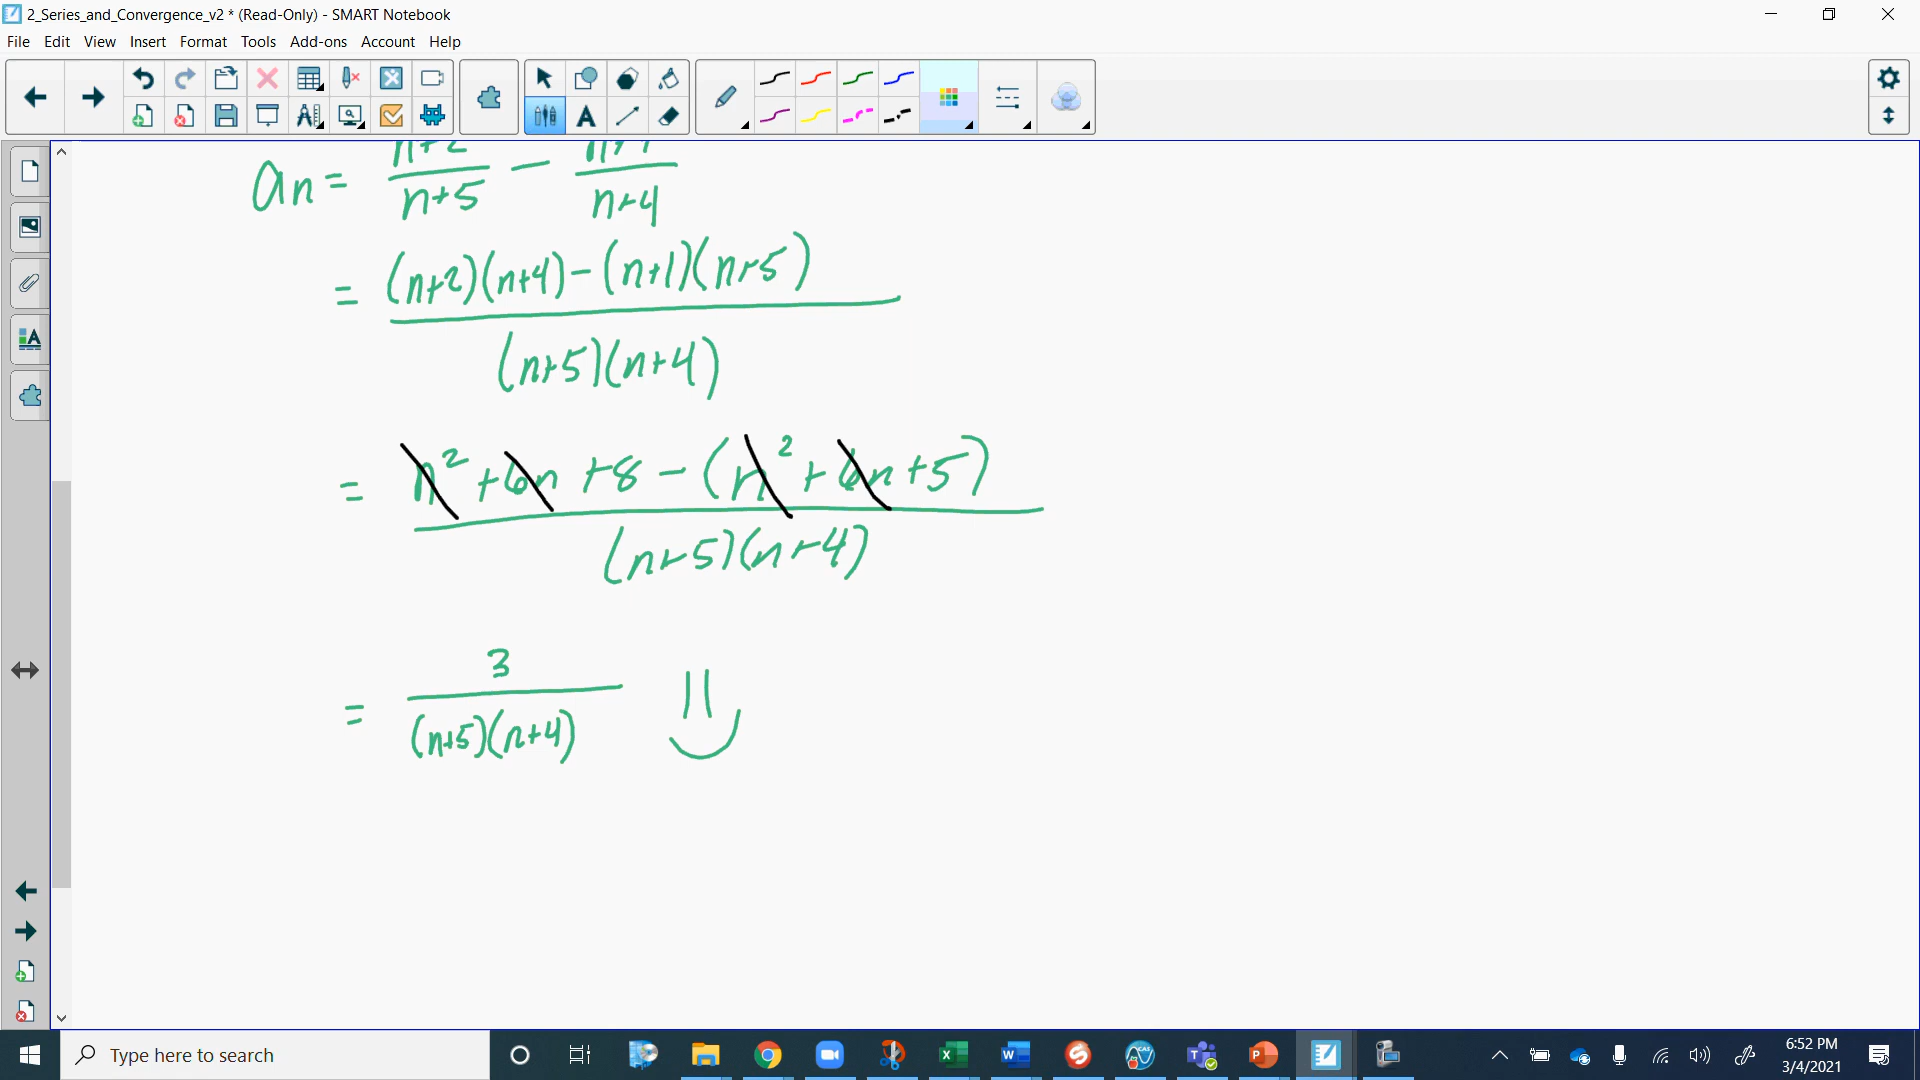 2_Series_and_Convergence_v2 * (Read-Only) - SMART Notebook
File Edit View Insert Format Tools Add-ons Account Help
an = n+2/n+5 - n+1/n+4
= (n+2)(n+4)-(n+1)(n+5)
(n+5)(n+4)
= n² +6n +8 - (n² + 6n +5)
(n+5)(n+4)
= 3
(n+5)(n+4)
Type here to search
6:52 PM
3/4/2021